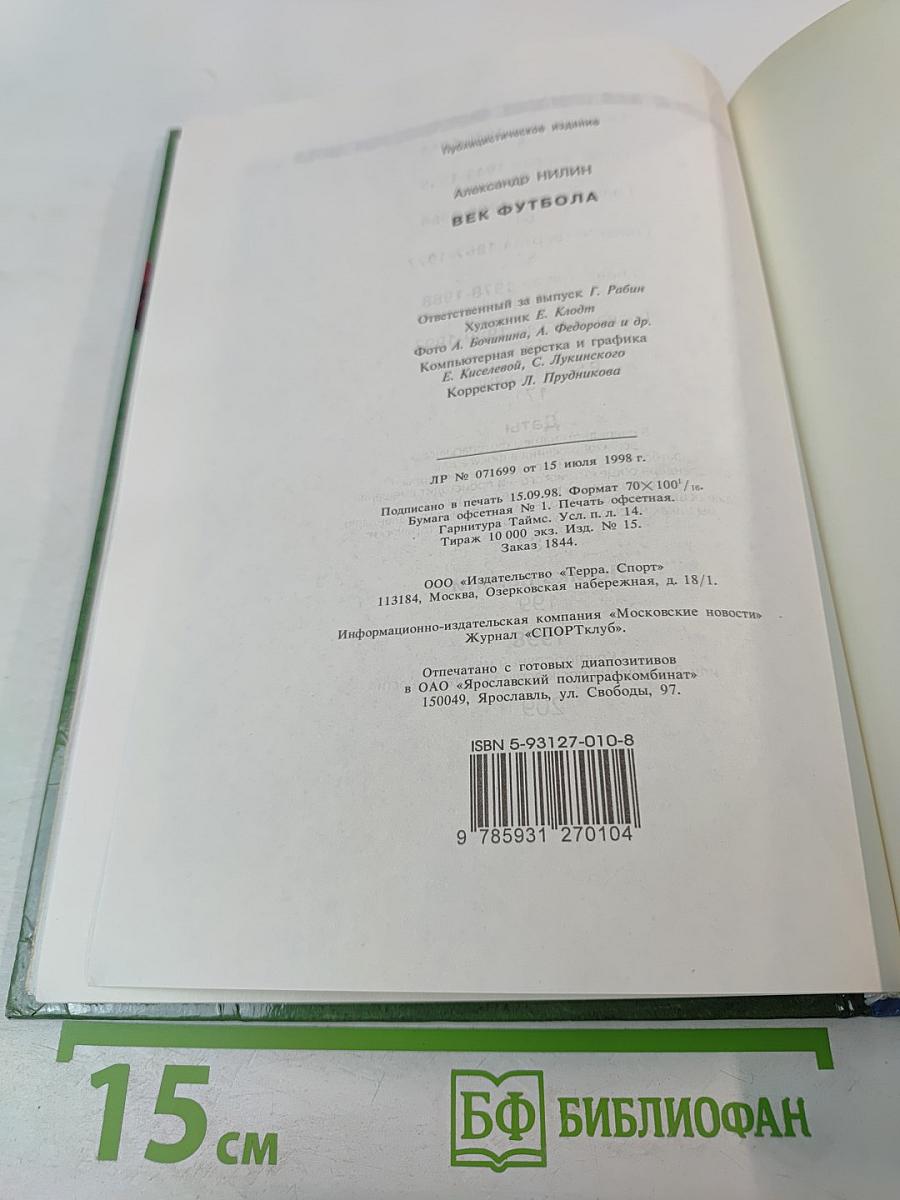 Публицистическое издание
Александр НИЛИН
ВЕК ФУТБОЛА
Ответственный за выпуск Г. Рабин
Художник Е. Клодт
Фото А. Бочинина, А. Федорова и др.
Компьютерная верстка и графика
Е. Киселевой, С. Лукинского
Корректор Л. Прудникова
ЛР № 071699 от 15 июля 1998 г.
Подписано в печать 15.09.98. Формат 70×100¹/₁₆.
Бумага офсетная № 1. Печать офсетная.
Гарнитура Таймс. Усл. п. л. 14.
Тираж 10 000 экз. Изд. № 15.
Заказ 1844.
ООО «Издательство «Терра. Спорт»
113184, Москва, Озерковская набережная, д. 18/1.
Информационно-издательская компания «Московские новости»
Журнал «СПОРТклуб».
Отпечатано с готовых диапозитивов
в ОАО «Ярославский полиграфкомбинат»
150049, Ярославль, ул. Свободы, 97.
ISBN 5-93127-010-8
9 785931 270104
15 см
БФ БИБЛИОФАН